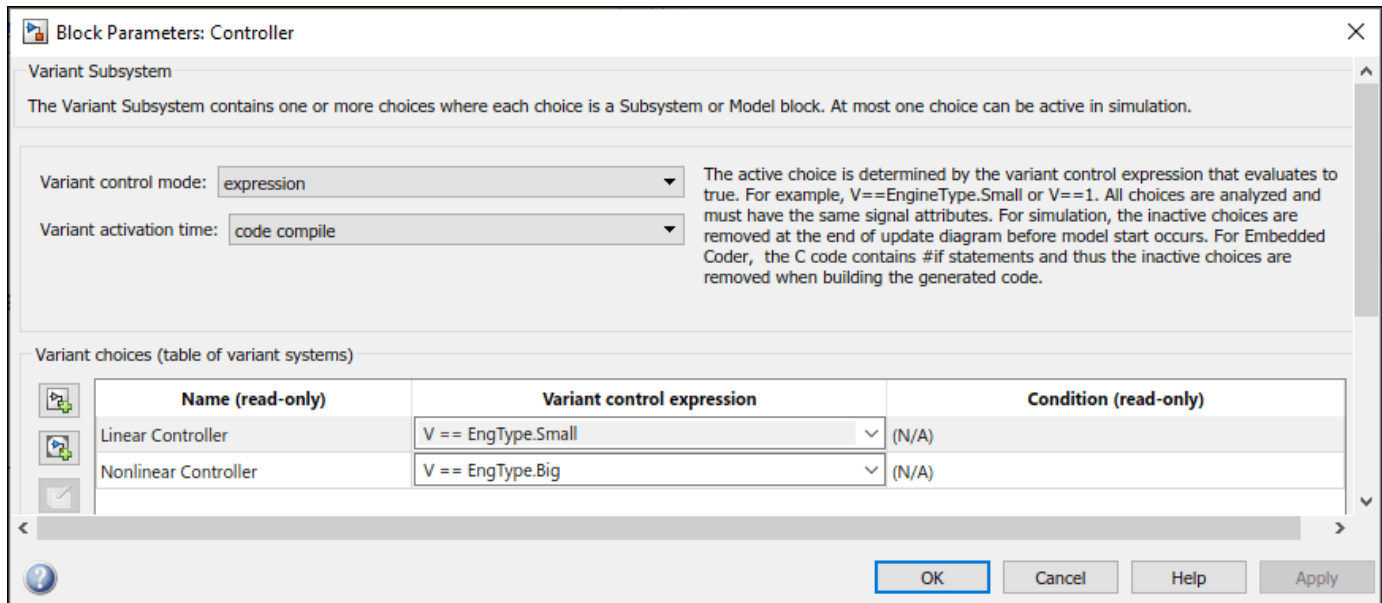 Block Parameters: Controller
Variant Subsystem
The Variant Subsystem contains one or more choices where each choice is a Subsystem or Model block. At most one choice can be active in simulation.
Variant control mode: expression
Variant activation time: code compile
The active choice is determined by the variant control expression that evaluates to
true. For example, V==EngineType.Small or V==1. All choices are analyzed and
must have the same signal attributes. For simulation, the inactive choices are
removed at the end of update diagram before model start occurs. For Embedded
Coder,  the C code contains #if statements and thus the inactive choices are
removed when building the generated code.
Variant choices (table of variant systems)
Name (read-only) Variant control expression Condition (read-only)
Linear Controller V == EngType.Small (N/A)
Nonlinear Controller V == EngType.Big (N/A)
OK Cancel Help Apply